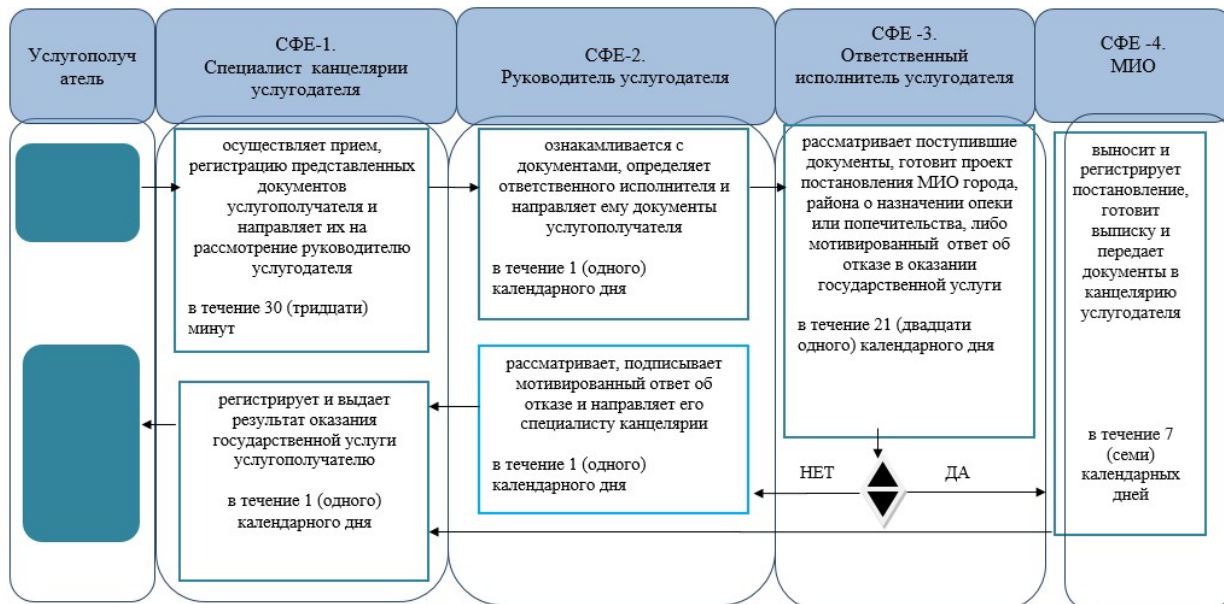 Услугополуч
атель
СФЕ-1.
Специалист канцелярии
услугодателя
СФЕ-2.
Руководитель услугодателя
СФЕ -3.
Ответственный
исполнитель услугодателя
СФЕ -4.
МИО
осуществляет прием,
регистрацию представленных
документов
услугополучателя и
направляет их на
рассмотрение руководителю
услугодателя
в течение 30 (тридцати)
минут
ознакамливается с
документами, определяет
ответственного исполнителя и
направляет ему документы
услугополучателя
в течение 1 (одного)
календарного дня
рассматривает поступившие
документы, готовит проект
постановления МИО города,
района о назначении опеки
или попечительства, либо
мотивированный ответ об
отказе в оказании
государственной услуги
в течение 21 (двадцати
одного) календарного дня
выносит и
регистрирует
постановление,
готовит
выписку и
передает
документы в
канцелярию
услугодателя
в течение 7
(семи)
календарных
дней
рассматривает, подписывает
мотивированный ответ об
отказе и направляет его
специалисту канцелярии
в течение 1 (одного)
календарного дня
регистрирует и выдает
результат оказания
государственной услуги
услугополучателю
в течение 1 (одного)
календарного дня
НЕТ
ДА